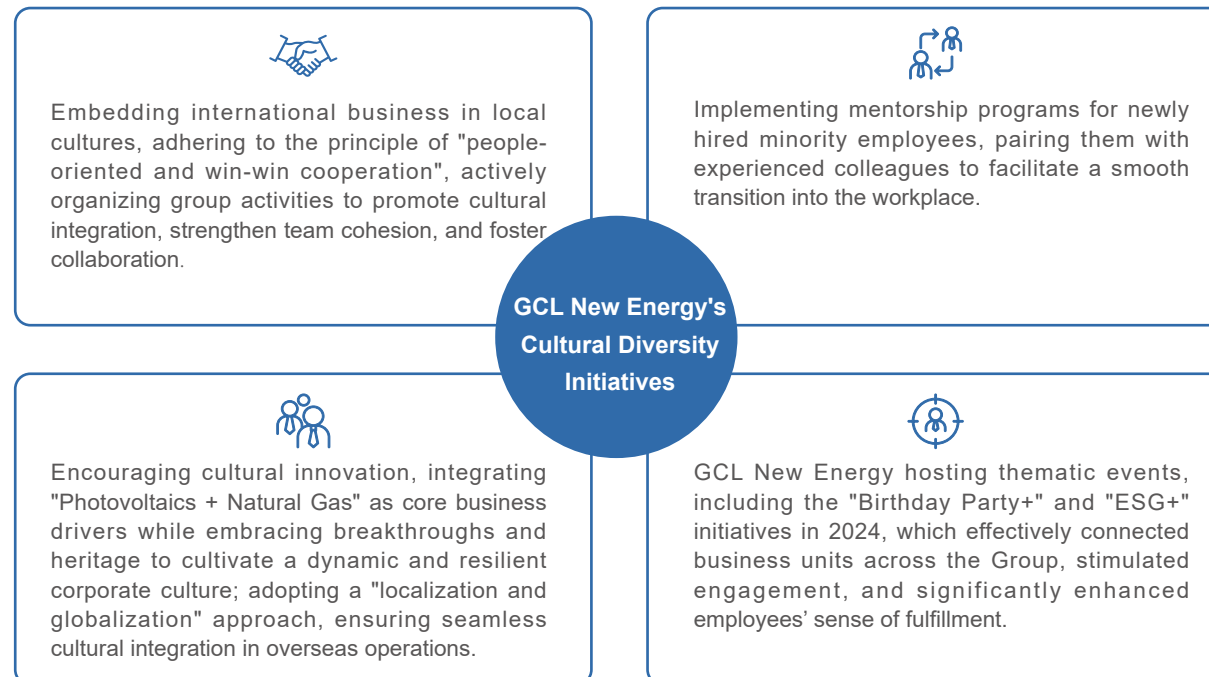 Embedding international business in local
cultures, adhering to the principle of "people-
oriented and win-win cooperation", actively
organizing group activities to promote cultural
integration, strengthen team cohesion, and foster
collaboration.
Implementing mentorship programs for newly
hired minority employees, pairing them with
experienced colleagues to facilitate a smooth
transition into the workplace.
GCL New Energy's
Cultural Diversity
Initiatives
Encouraging cultural innovation, integrating
"Photovoltaics + Natural Gas" as core business
drivers while embracing breakthroughs and
heritage to cultivate a dynamic and resilient
corporate culture; adopting a "localization and
globalization" approach, ensuring seamless
cultural integration in overseas operations.
GCL New Energy hosting thematic events,
including the "Birthday Party+" and "ESG+"
initiatives in 2024, which effectively connected
business units across the Group, stimulated
engagement, and significantly enhanced
employees’ sense of fulfillment.